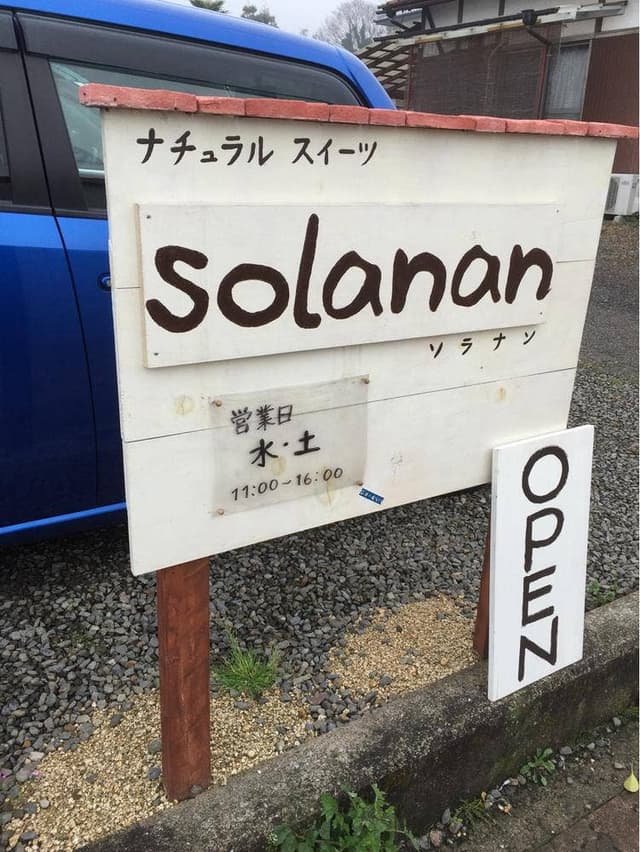 ナチュラル スイーツ
solanan
ソラナン
営業日
水・土
11:00~16:00
OPEN